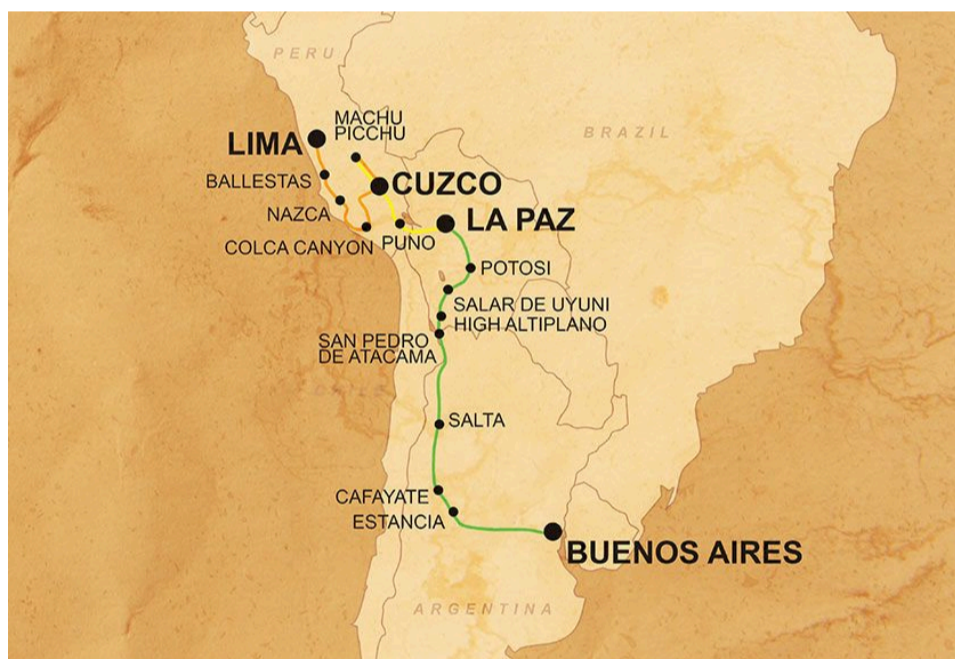 PERU
MACHU
PICCHU
BRAZIL
LIMA
BALLESTAS
CUZCO
NAZCA
LA PAZ
COLCA CANYON
PUNO
POTOSI
SALAR DE UYUNI
HIGH ALTIPLANO
SAN PEDRO
DE ATACAMA
CHILE
SALTA
CAFAYATE
ESTANCIA
BUENOS AIRES
ARGENTINA